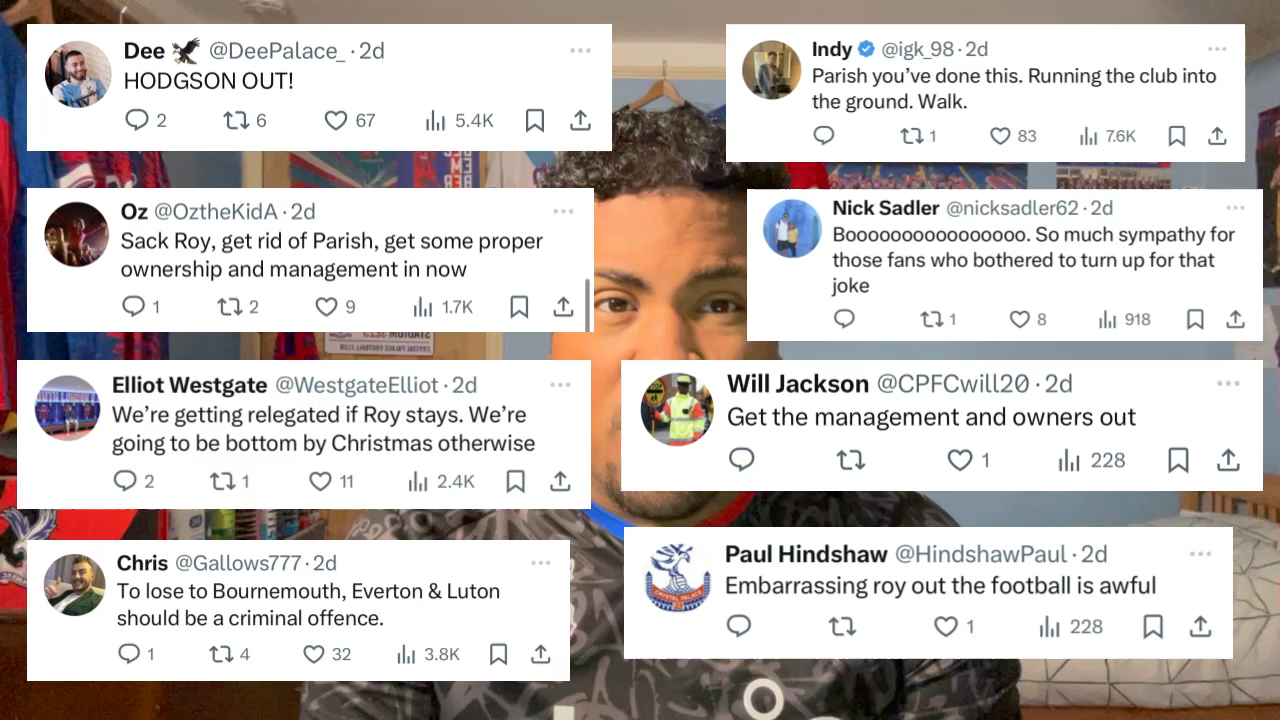 Dee 🦅 @DeePalace_ · 2d
HODGSON OUT!
2 6 67 5.4K
Indy @igk_98 · 2d
Parish you’ve done this. Running the club into
the ground. Walk.
1 83 7.6K
Oz @OztheKidA · 2d
Sack Roy, get rid of Parish, get some proper
ownership and management in now
1 2 9 1.7K
Nick Sadler @nicksadler62 · 2d
Boooooooooooooooo. So much sympathy for
those fans who bothered to turn up for that
joke
1 8 918
Elliot Westgate @WestgateElliot · 2d
We’re getting relegated if Roy stays. We’re
going to be bottom by Christmas otherwise
2 1 11 2.4K
Will Jackson @CPFCwill20 · 2d
Get the management and owners out
1 228
Chris @Gallows777 · 2d
To lose to Bournemouth, Everton & Luton
should be a criminal offence.
1 4 32 3.8K
Paul Hindshaw @HindshawPaul · 2d
Embarrassing roy out the football is awful
1 228
CRYSTAL PALACE